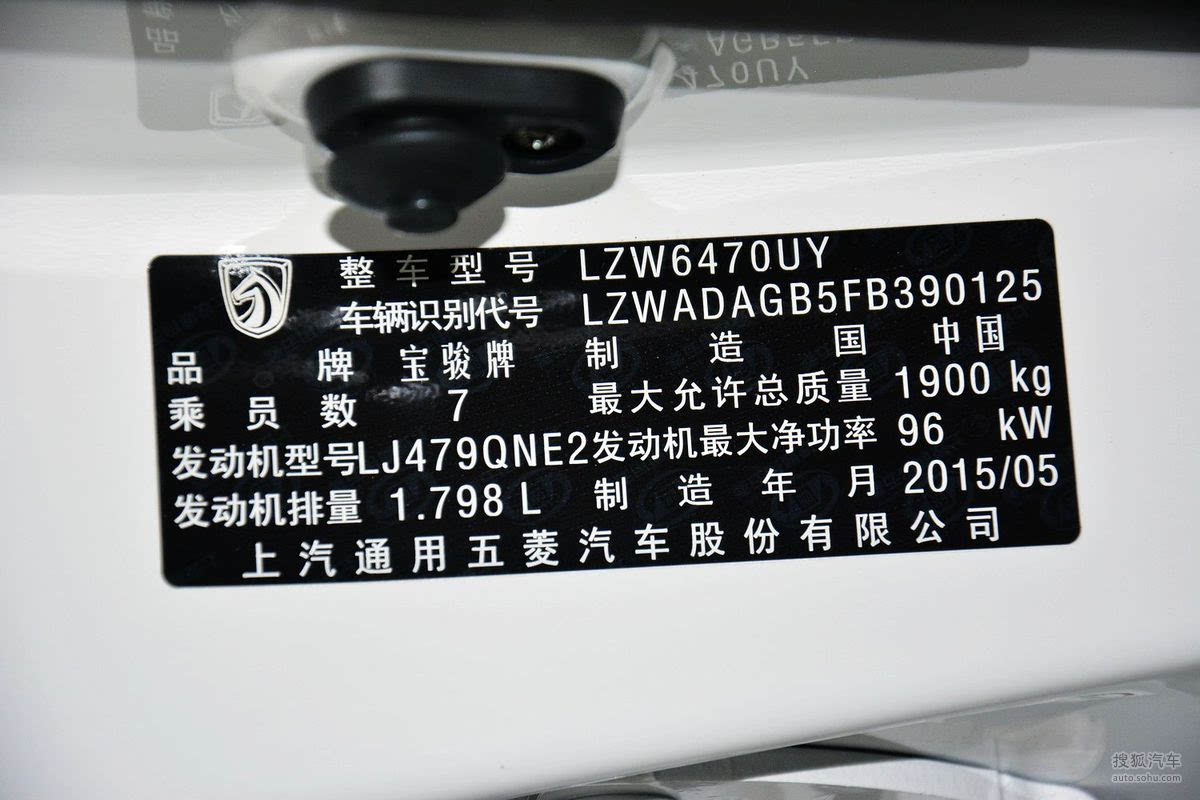 整车型号 LZW6470UY
车辆识别代号 LZWADAGB5FB390125
品牌 宝骏牌 制造国 中国
乘员数 7 最大允许总质量 1900 kg
发动机型号LJ479QNE2发动机最大净功率 96 kW
发动机排量 1.798 L 制造年月 2015/05
上汽通用五菱汽车股份有限公司
搜狐汽车
auto.sohu.com